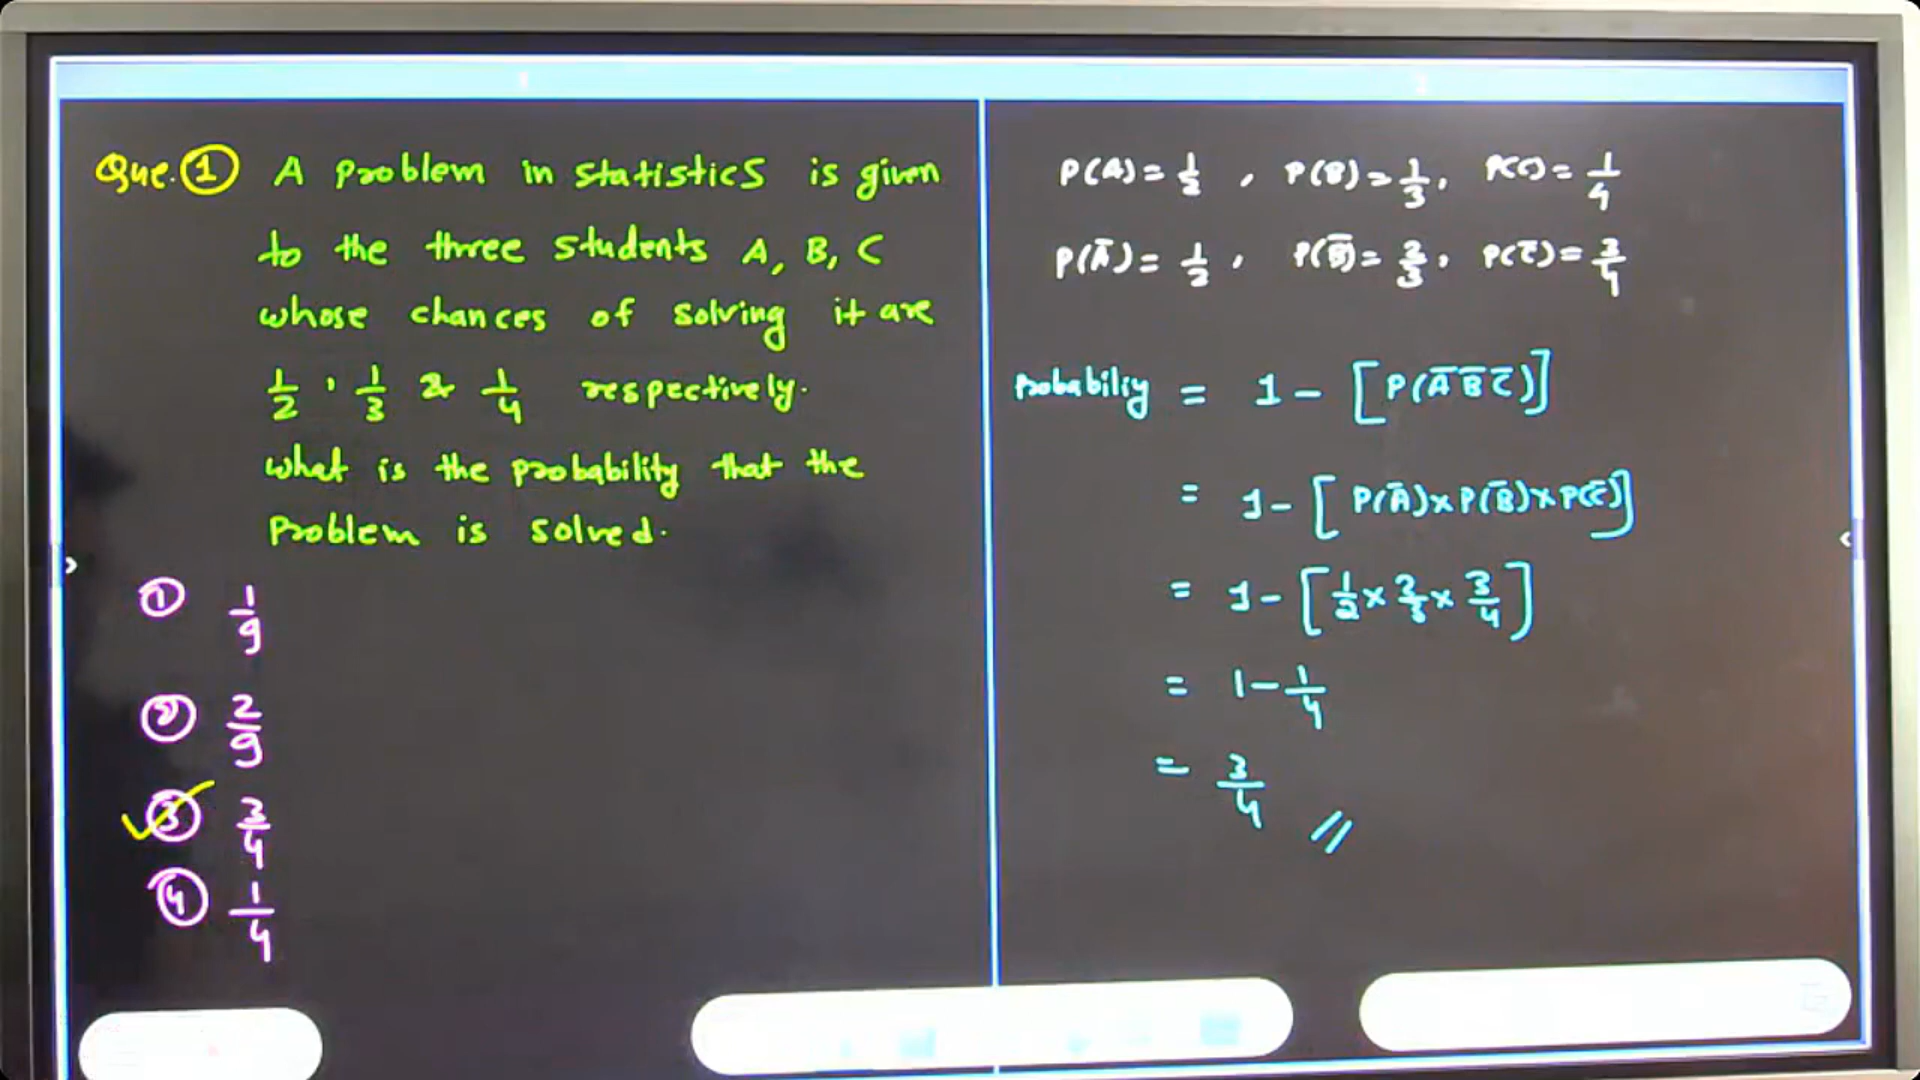 Que. ① A problem in statistics is given
to the three students A, B, C
whose chances of solving it are
1/2, 1/3 & 1/4 respectively.
what is the probability that the
problem is solved.
① 1/9
② 2/9
③ 3/4
④ 1/4
P(A) = 1/2, P(B) = 1/3, P(C) = 1/4
P(Ā) = 1/2, P(B̄) = 2/3, P(C̄) = 3/4
Probabiliy = 1 - [P(Ā B̄ C̄)]
= 1 - [P(Ā) × P(B̄) × P(C̄)]
= 1 - [1/2 × 2/3 × 3/4]
= 1 - 1/4
= 3/4 //